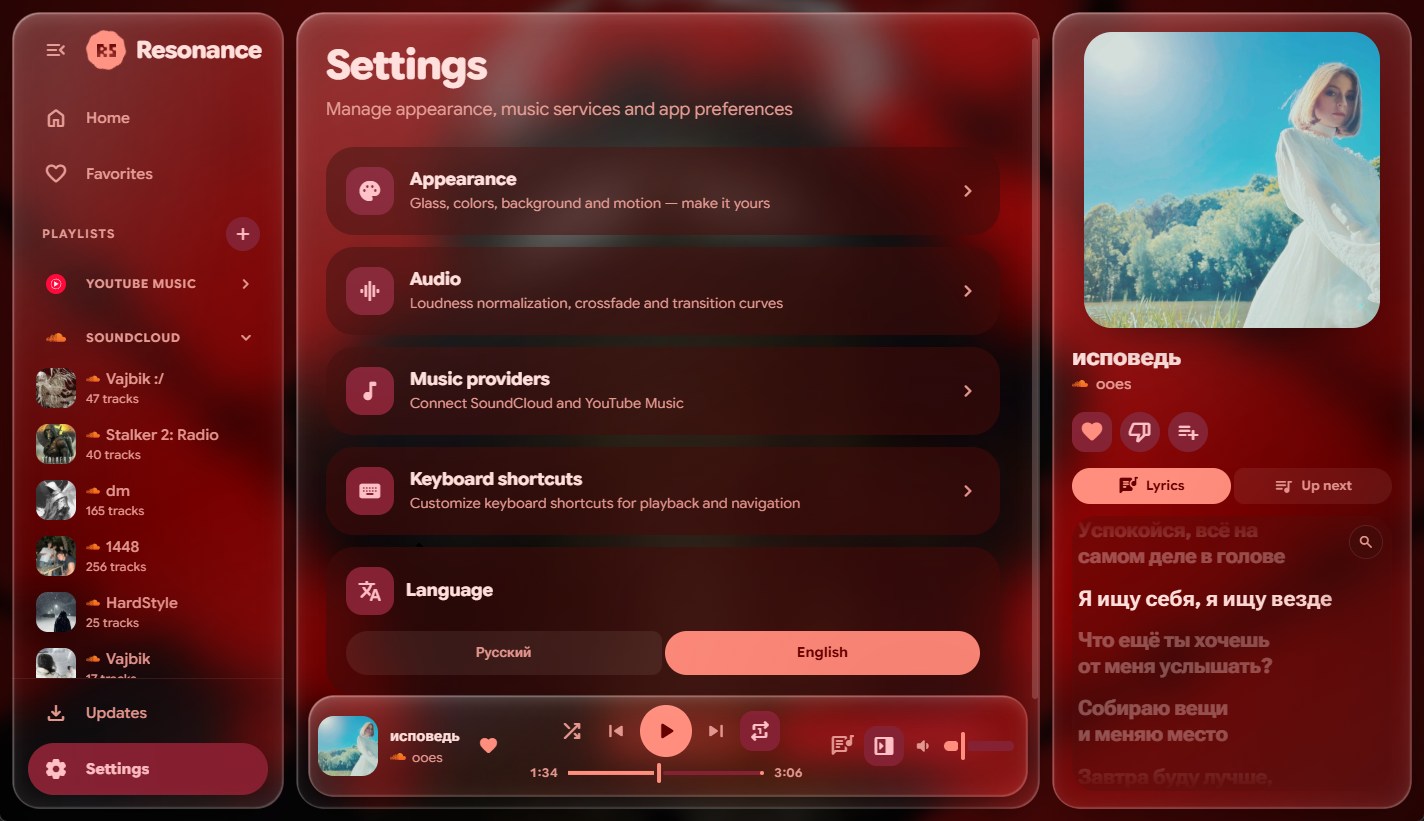 RS Resonance
Home
Favorites
PLAYLISTS
YOUTUBE MUSIC
SOUNDCLOUD
Vajbik :/
47 tracks
Stalker 2: Radio
40 tracks
dm
165 tracks
1448
256 tracks
HardStyle
25 tracks
Vajbik
17 tracks
Updates
Settings
Settings
Manage appearance, music services and app preferences
Appearance
Glass, colors, background and motion — make it yours
Audio
Loudness normalization, crossfade and transition curves
Music providers
Connect SoundCloud and YouTube Music
Keyboard shortcuts
Customize keyboard shortcuts for playback and navigation
Language
Русский
English
исповедь
ooes
1:34
3:06
исповедь
ooes
Lyrics
Up next
Успокойся, всё на
самом деле в голове
Я ищу себя, я ищу везде
Что ещё ты хочешь
от меня услышать?
Собираю вещи
и меняю место
Завтра буду лучше,